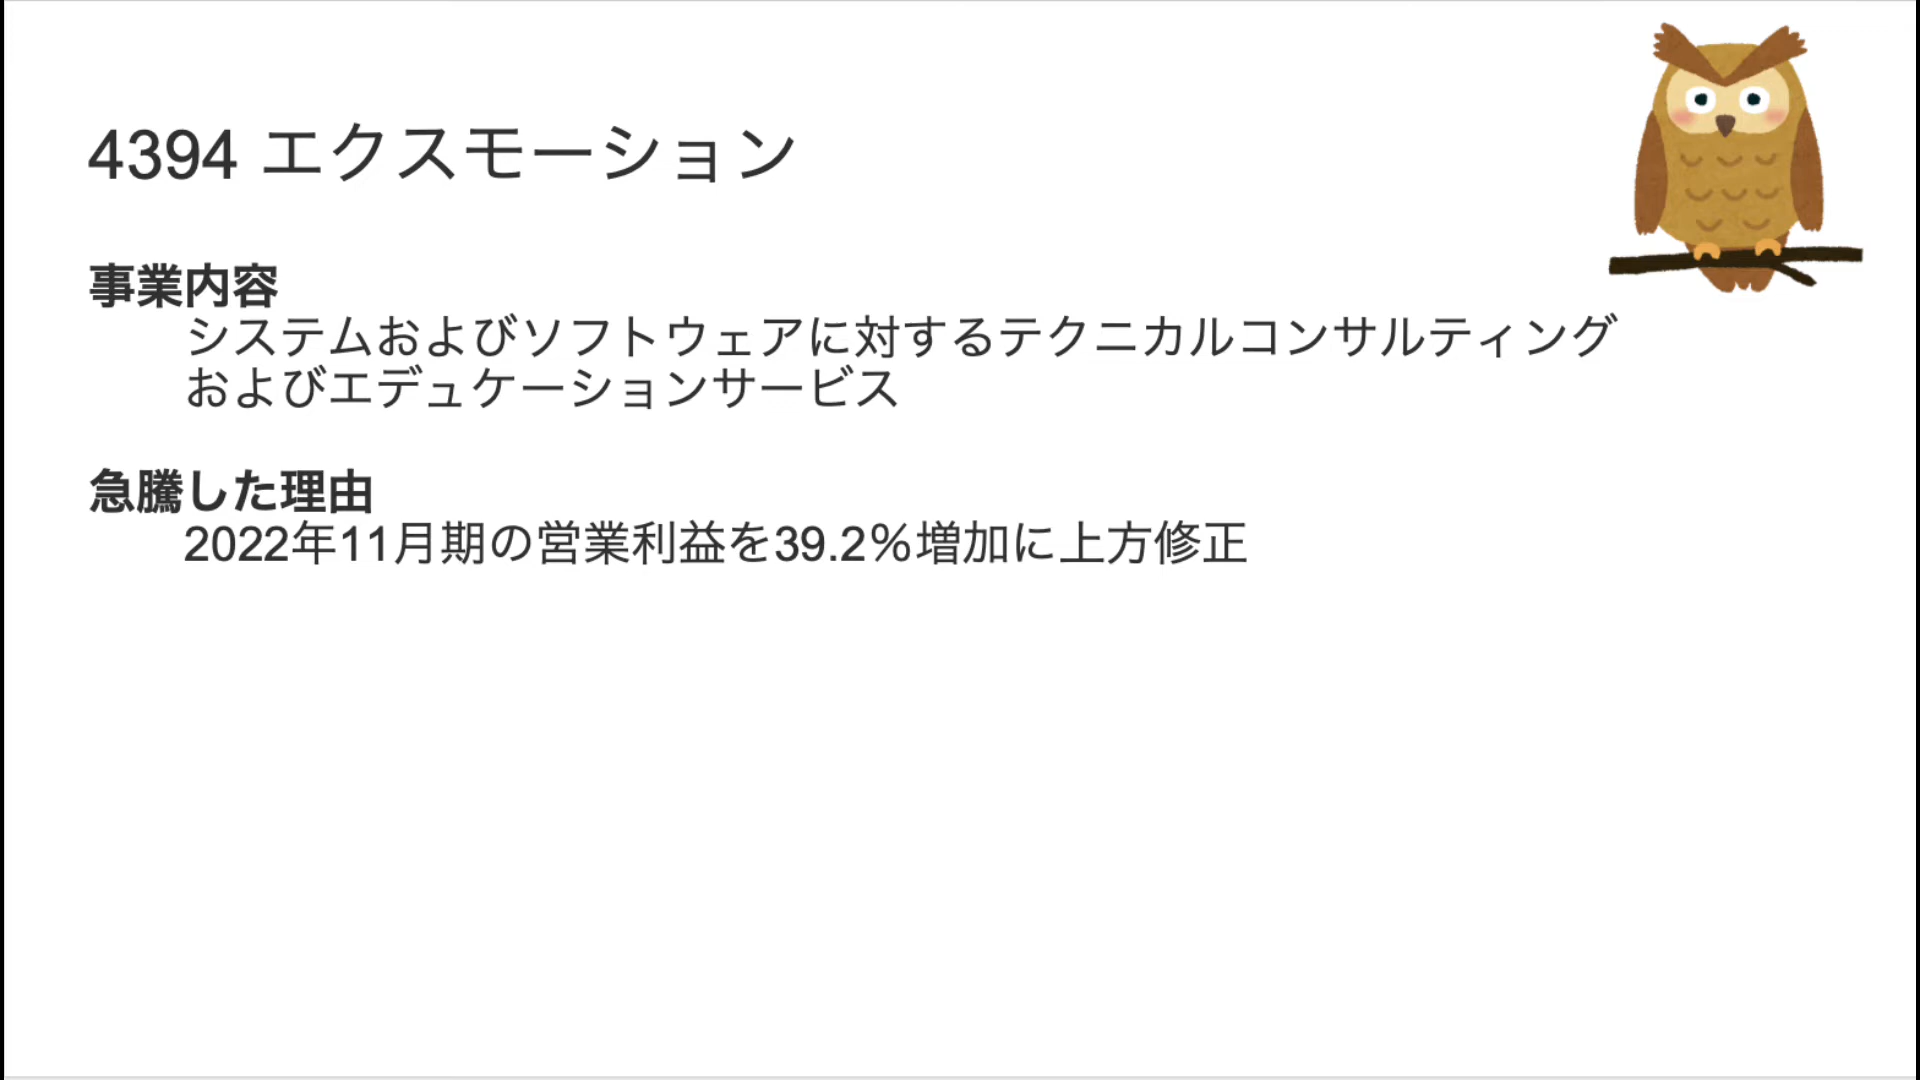 4394 エクスモーション
事業内容
システムおよびソフトウェアに対するテクニカルコンサルティング
およびエデュケーションサービス
急騰した理由
2022年11月期の営業利益を39.2％増加に上方修正